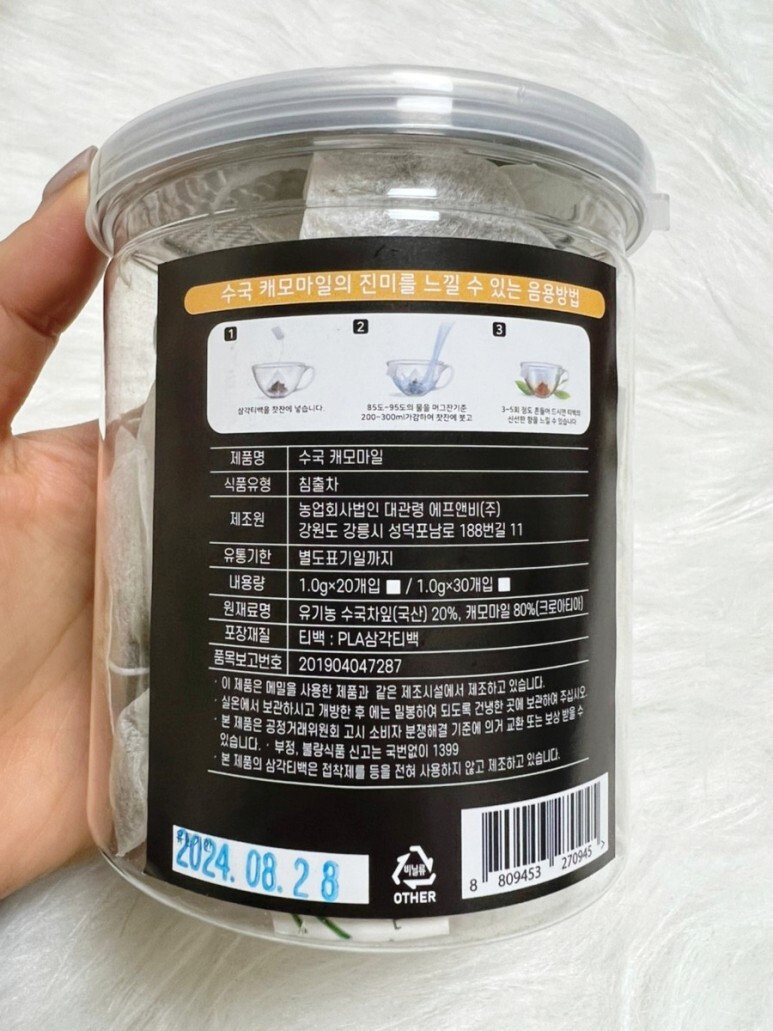 수국 캐모마일의 진미를 느낄 수 있는 음용방법
1
2
3
삼각티백을 찻잔에 넣습니다.
85도~95도의 물을 머그잔기준
200~300ml가감하여 찻잔에 붓고
3~5회 정도 흔들어 드시면 티백의
신선한 향을 느낄 수 있습니다
제품명 수국 캐모마일
식품유형 침출차
제조원 농업회사법인 대관령 에프앤비(주)
강원도 강릉시 성덕포남로 188번길 11
유통기한 별도표기일까지
내용량 1.0g×20개입 / 1.0g×30개입
원재료명 유기농 수국차잎(국산) 20%, 캐모마일 80%(크로아티아)
포장재질 티백 : PLA삼각티백
품목보고번호 201904047287
· 이 제품은 메밀을 사용한 제품과 같은 제조시설에서 제조하고 있습니다.
· 실온에서 보관하시고 개방한 후 에는 밀봉하여 되도록 건냉한 곳에 보관하여 주십시오.
· 본 제품은 공정거래위원회 고시 소비자 분쟁해결 기준에 의거 교환 또는 보상 받을 수
있습니다. · 부정, 불량식품 신고는 국번없이 1399
· 본 제품의 삼각티백은 접착제를 등을 전혀 사용하지 않고 제조하고 있습니다.
2024. 08. 2 8
비닐류
OTHER
8 809453 270945 >